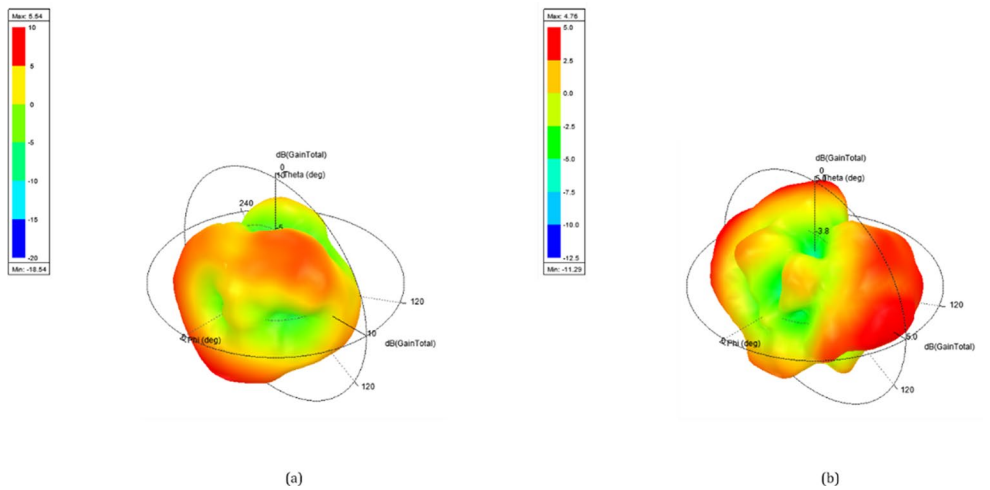 Max: 5.54
10
5
0
-5
-10
-15
-20
Min: -18.54
dB(GainTotal)
0
Theta (deg)
240
-5
120
10
Phi (deg)
dB(GainTotal)
120
(a)
Max: 4.76
5.0
2.5
0.0
-2.5
-5.0
-7.5
-10.0
-12.5
Min: -11.29
dB(GainTotal)
0
Theta (deg)
-3.8
120
5.0
Phi (deg)
dB(GainTotal)
120
(b)